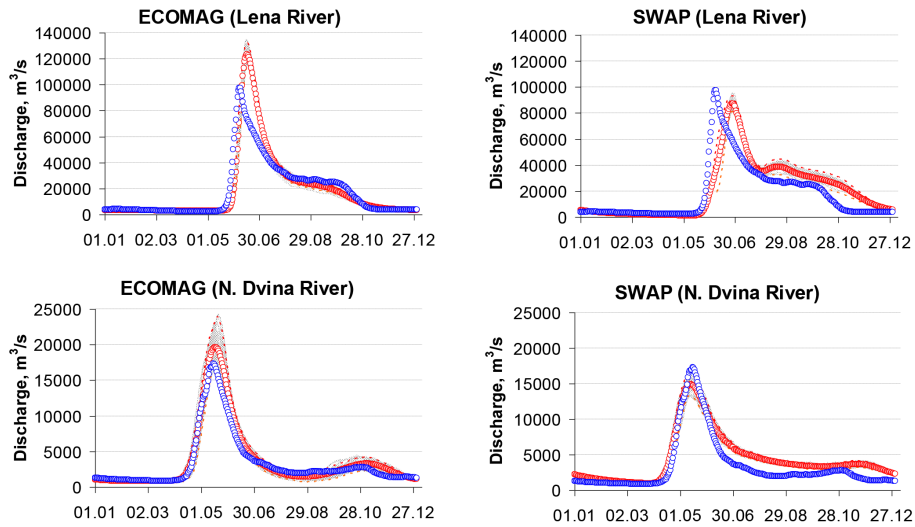 ECOMAG (Lena River)
Discharge, m³/s
140000
120000
100000
80000
60000
40000
20000
0
01.01 02.03 01.05 30.06 29.08 28.10 27.12
SWAP (Lena River)
Discharge, m³/s
140000
120000
100000
80000
60000
40000
20000
0
01.01 02.03 01.05 30.06 29.08 28.10 27.12
ECOMAG (N. Dvina River)
Discharge, m³/s
25000
20000
15000
10000
5000
0
01.01 02.03 01.05 30.06 29.08 28.10 27.12
SWAP (N. Dvina River)
Discharge, m³/s
25000
20000
15000
10000
5000
0
01.01 02.03 01.05 30.06 29.08 28.10 27.12